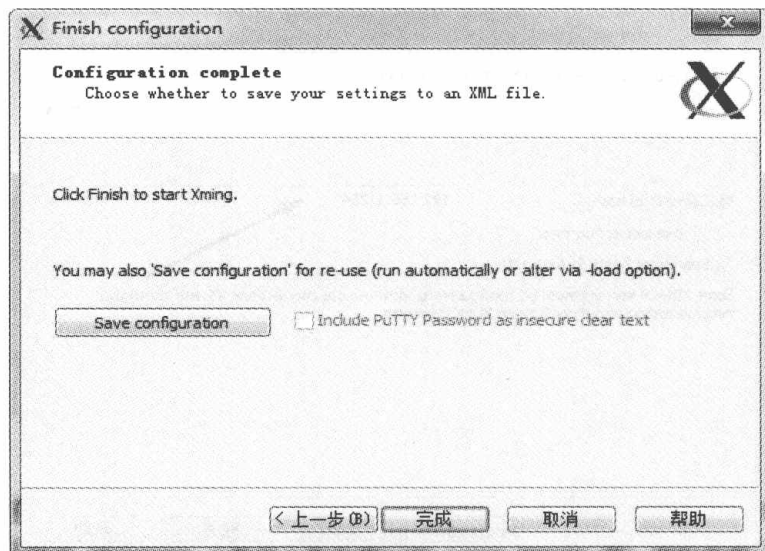 Finish configuration
Configuration complete
Choose whether to save your settings to an XML file.
Click Finish to start Xming.
You may also 'Save configuration' for re-use (run automatically or alter via -load option).
Save configuration
Include PuTTY Password as insecure clear text
< 上一步(B)
完成
取消
帮助